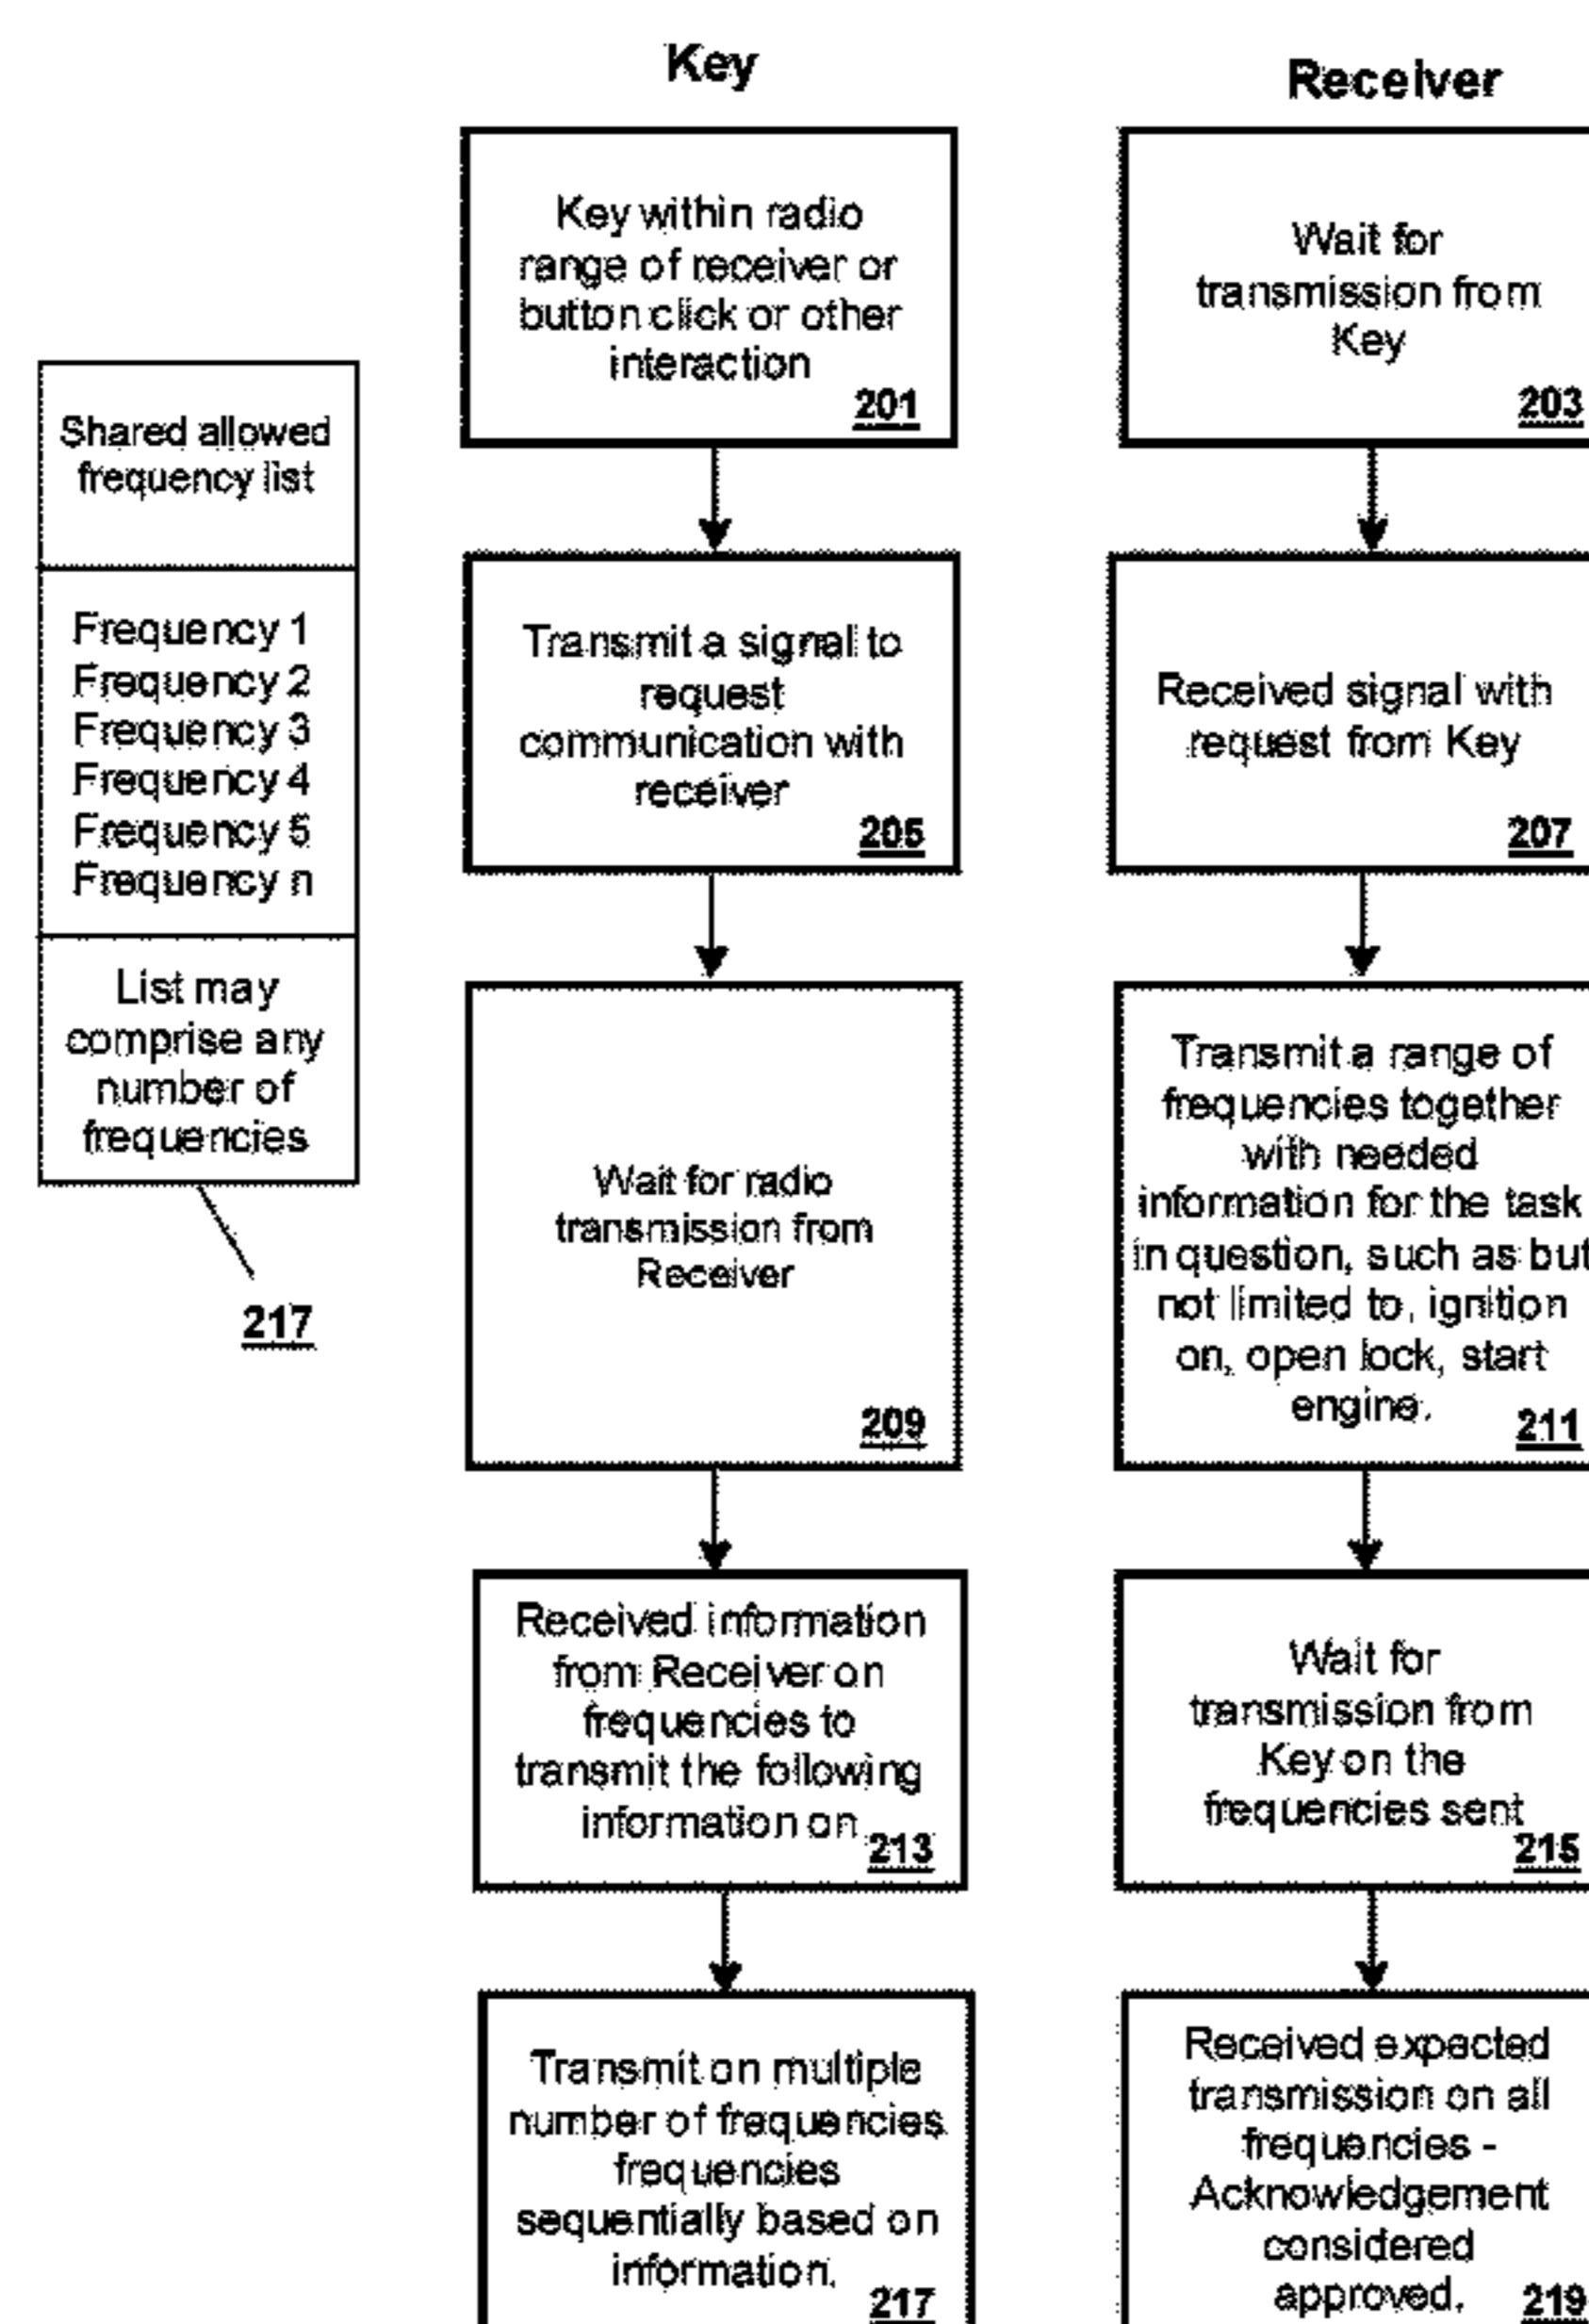 Key
Key within radio
range of receiver or
button click or other
interaction
201
Transmit a signal to
request
communication with
receiver
205
Wait for radio
transmission from
Receiver
209
Received information
from Receiver on
frequencies to
transmit the following
information on
213
Transmit on multiple
number of frequencies
frequencies
sequentially based on
information.
217
Receiver
Wait for
transmission from
Key
203
Received signal with
request from Key
207
Transmit a range of
frequencies together
with needed
information for the task
in question, such as but
not limited to, ignition
on, open lock, start
engine.
211
Wait for
transmission from
Key on the
frequencies sent
215
Received expected
transmission on all
frequencies -
Acknowledgement
considered
approved.
219
Shared allowed
frequency list
Frequency 1
Frequency 2
Frequency 3
Frequency 4
Frequency 5
Frequency n
List may
comprise any
number of
frequencies
217